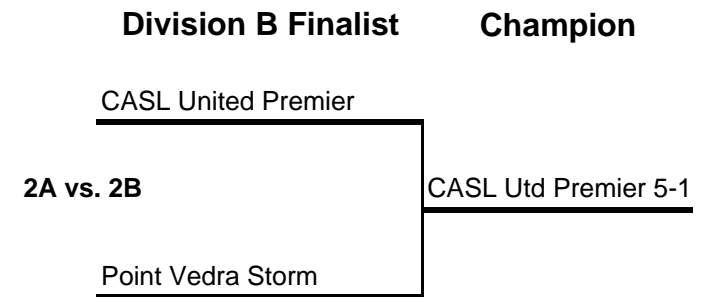 Division B Finalist Champion
CASL United Premier
2A vs. 2B
CASL Utd Premier 5-1
Point Vedra Storm